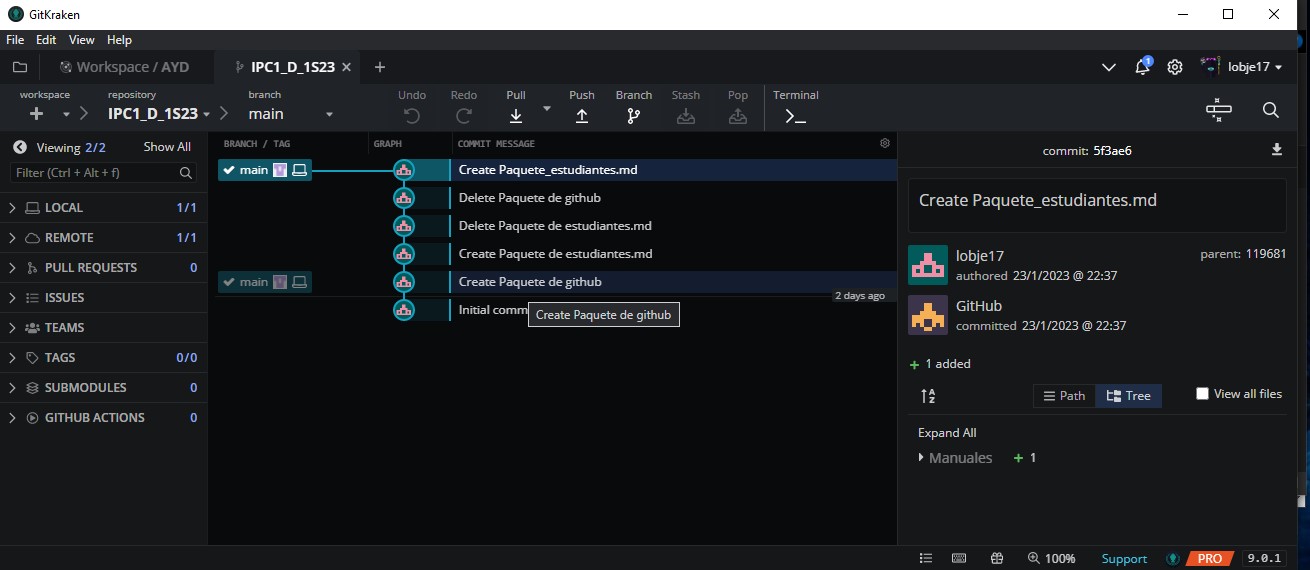 GitKraken
File Edit View Help
Workspace / AYD
IPC1_D_1S23
1
lobje17
workspace
repository
IPC1_D_1S23
branch
main
Undo
Redo
Pull
Push
Branch
Stash
Pop
Terminal
Viewing 2/2 Show All
Filter (Ctrl + Alt + f)
LOCAL 1/1
REMOTE 1/1
PULL REQUESTS 0
ISSUES
TEAMS
TAGS 0/0
SUBMODULES 0
GITHUB ACTIONS 0
BRANCH / TAG GRAPH COMMIT MESSAGE
main Create Paquete_estudiantes.md
Delete Paquete de github
Delete Paquete de estudiantes.md
Create Paquete de estudiantes.md
main Create Paquete de github
2 days ago
Initial comm
Create Paquete de github
commit: 5f3ae6
Create Paquete_estudiantes.md
lobje17
authored 23/1/2023 @ 22:37
parent: 119681
GitHub
committed 23/1/2023 @ 22:37
+ 1 added
A
Z
Path
Tree
View all files
Expand All
Manuales + 1
100%
Support
PRO
9.0.1